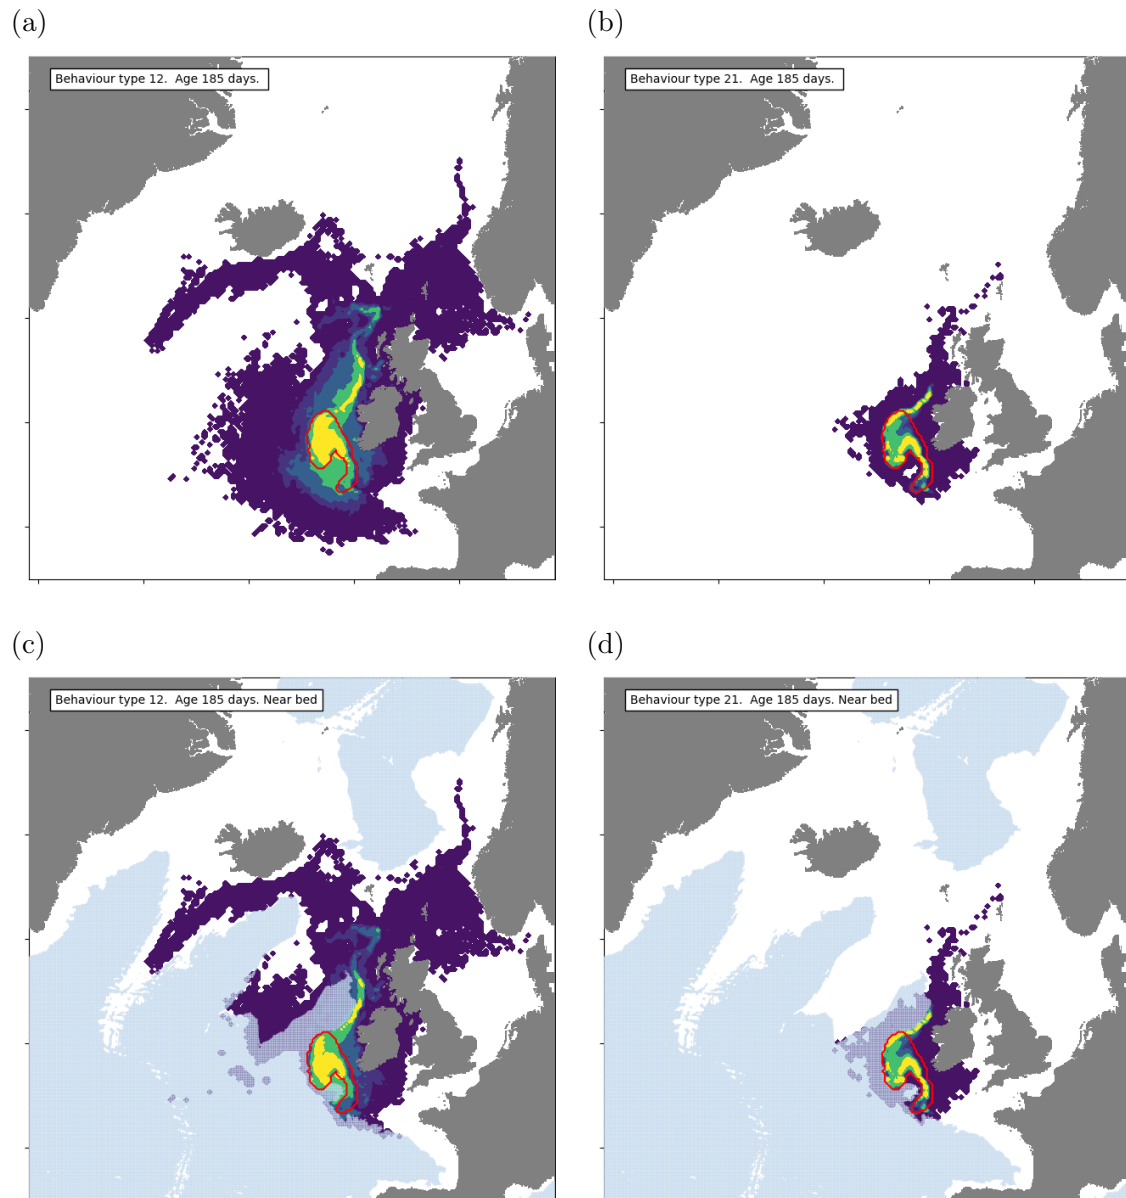 (a)
(b)
Behaviour type 12. Age 185 days.
Behaviour type 21. Age 185 days.
(c)
(d)
Behaviour type 12. Age 185 days. Near bed
Behaviour type 21. Age 185 days. Near bed